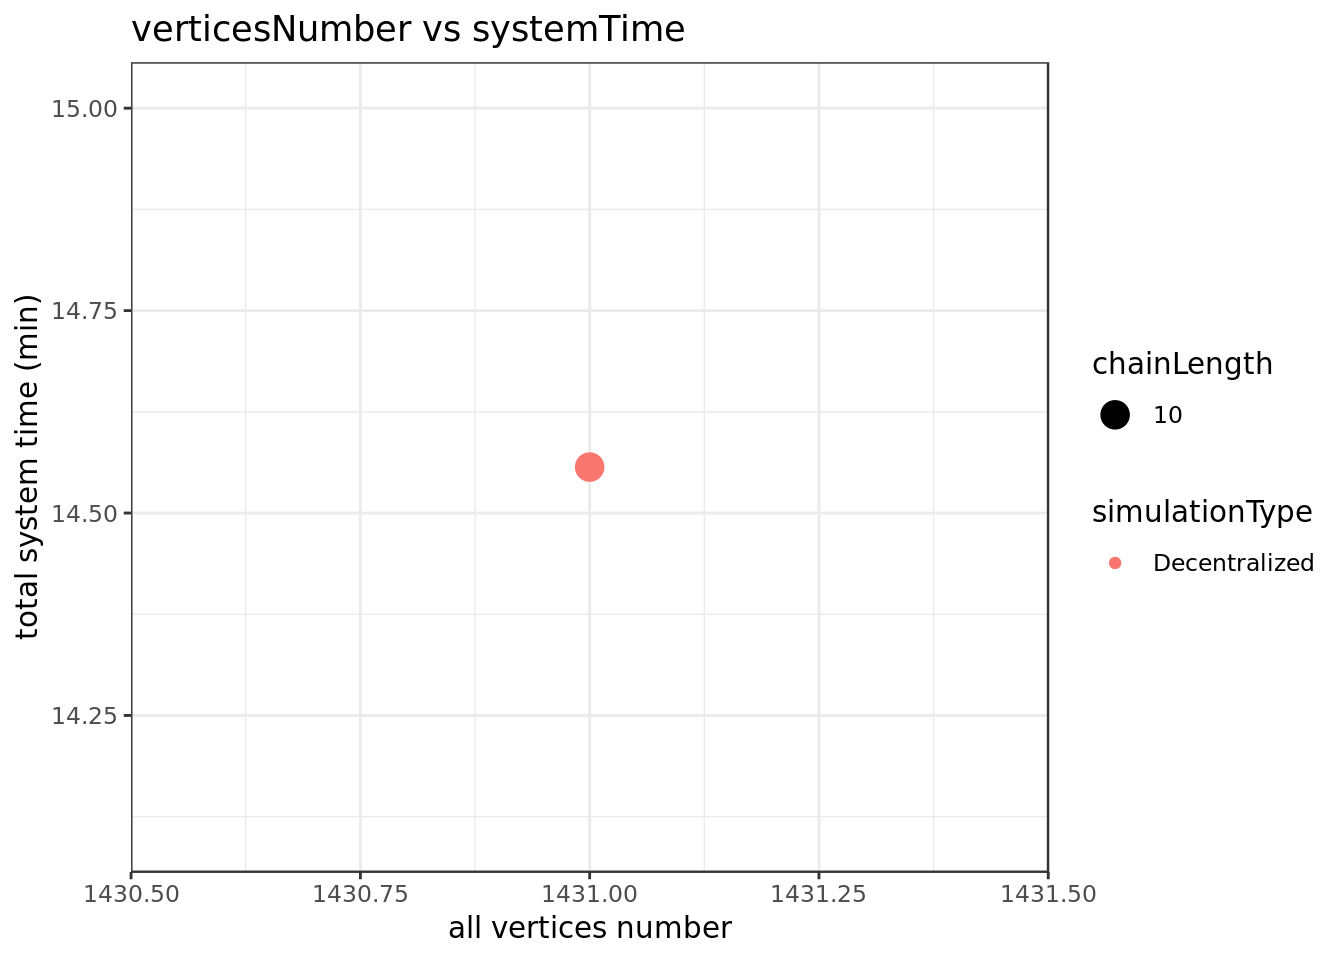 verticesNumber vs systemTime
15.00
14.75
14.50
14.25
total system time (min)
1430.50 1430.75 1431.00 1431.25 1431.50
all vertices number
chainLength
10
simulationType
Decentralized